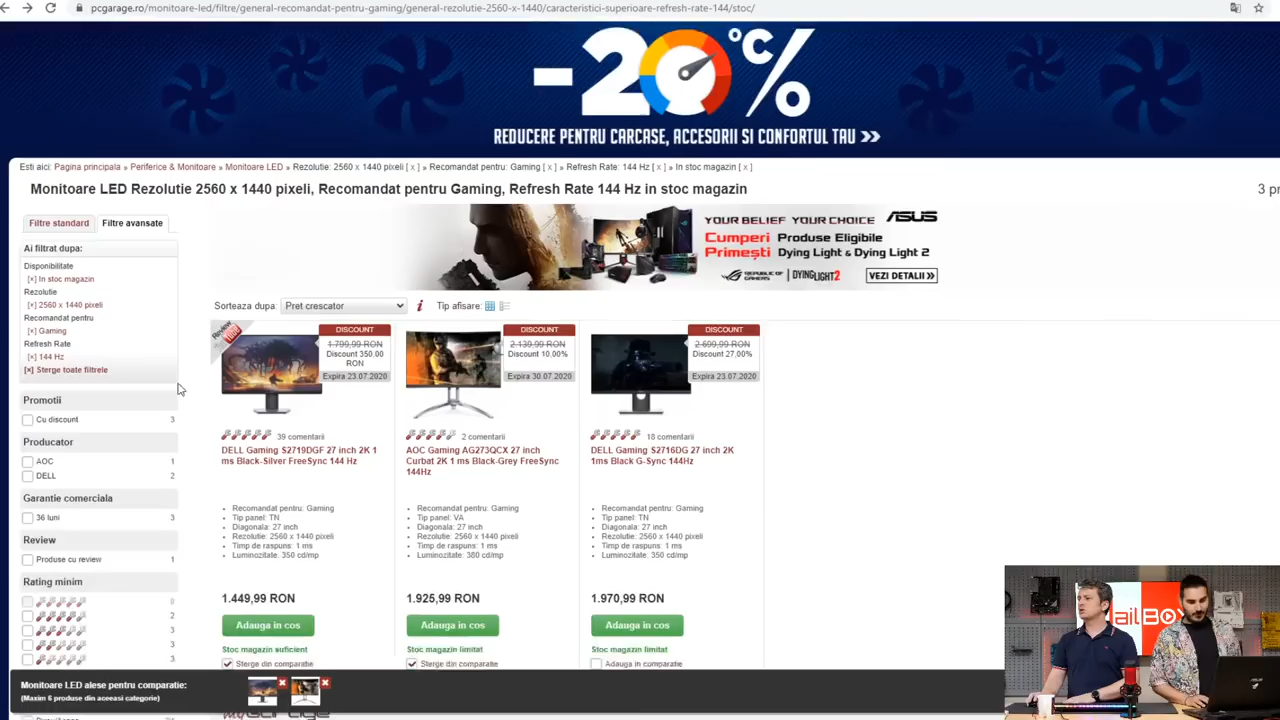 pcgarage.ro/monitoare-led/filtre/general-recomandat-pentru-gaming/general-rezolutie-2560-x-1440/caracteristici-superioare-refresh-rate-144/stoc/
-20°C%
REDUCERE PENTRU CARCASE, ACCESORII SI CONFORTUL TAU >>
Esti aici: Pagina principala » Periferice & Monitoare » Monitoare LED » Rezolutie: 2560 x 1440 pixeli [ x ] » Recomandat pentru: Gaming [ x ] » Refresh Rate: 144 Hz [ x ] » In stoc magazin [ x ]
Monitoare LED Rezolutie 2560 x 1440 pixeli, Recomandat pentru Gaming, Refresh Rate 144 Hz in stoc magazin
3 pr
Filtre standard Filtre avansate
Ai filtrat dupa:
Disponibilitate
[x] In stoc magazin
Rezolutie
[x] 2560 x 1440 pixeli
Recomandat pentru
[x] Gaming
Refresh Rate
[x] 144 Hz
[x] Sterge toate filtrele
Promotii
Cu discount 3
Producator
AOC 1
DELL 2
Garantie comerciala
36 luni 3
Review
Produse cu review 1
Rating minim
0
2
3
3
3
YOUR BELIEF YOUR CHOICE ASUS
Cumperi Produse Eligibile
Primești Dying Light & Dying Light 2
REPUBLIC OF GAMERS DYINGLIGHT2 VEZI DETALII >>
Sorteaza dupa: Pret crescator i Tip afisare:
Review
DISCOUNT
1.799,99 RON
Discount 350.00
RON
Expira 23.07.2020
39 comentarii
DELL Gaming S2719DGF 27 inch 2K 1
ms Black-Silver FreeSync 144 Hz
Recomandat pentru: Gaming
Tip panel: TN
Diagonala: 27 inch
Rezolutie: 2560 x 1440 pixeli
Timp de raspuns: 1 ms
Luminozitate: 350 cd/mp
1.449,99 RON
Adauga in cos
Stoc magazin suficient
Sterge din comparatie
DISCOUNT
2.139,99 RON
Discount 10.00%
Expira 30.07.2020
2 comentarii
AOC Gaming AG273QCX 27 inch
Curbat 2K 1 ms Black-Grey FreeSync
144Hz
Recomandat pentru: Gaming
Tip panel: VA
Diagonala: 27 inch
Rezolutie: 2560 x 1440 pixeli
Timp de raspuns: 1 ms
Luminozitate: 380 cd/mp
1.925,99 RON
Adauga in cos
Stoc magazin limitat
Sterge din comparatie
DISCOUNT
2.699,99 RON
Discount 27.00%
Expira 23.07.2020
18 comentarii
DELL Gaming S2716DG 27 inch 2K
1ms Black G-Sync 144Hz
Recomandat pentru: Gaming
Tip panel: TN
Diagonala: 27 inch
Rezolutie: 2560 x 1440 pixeli
Timp de raspuns: 1 ms
Luminozitate: 350 cd/mp
1.970,99 RON
Adauga in cos
Stoc magazin limitat
Adauga in comparatie
Monitoare LED alese pentru comparatie:
(Maxim 6 produse din aceeasi categorie)
ailBox